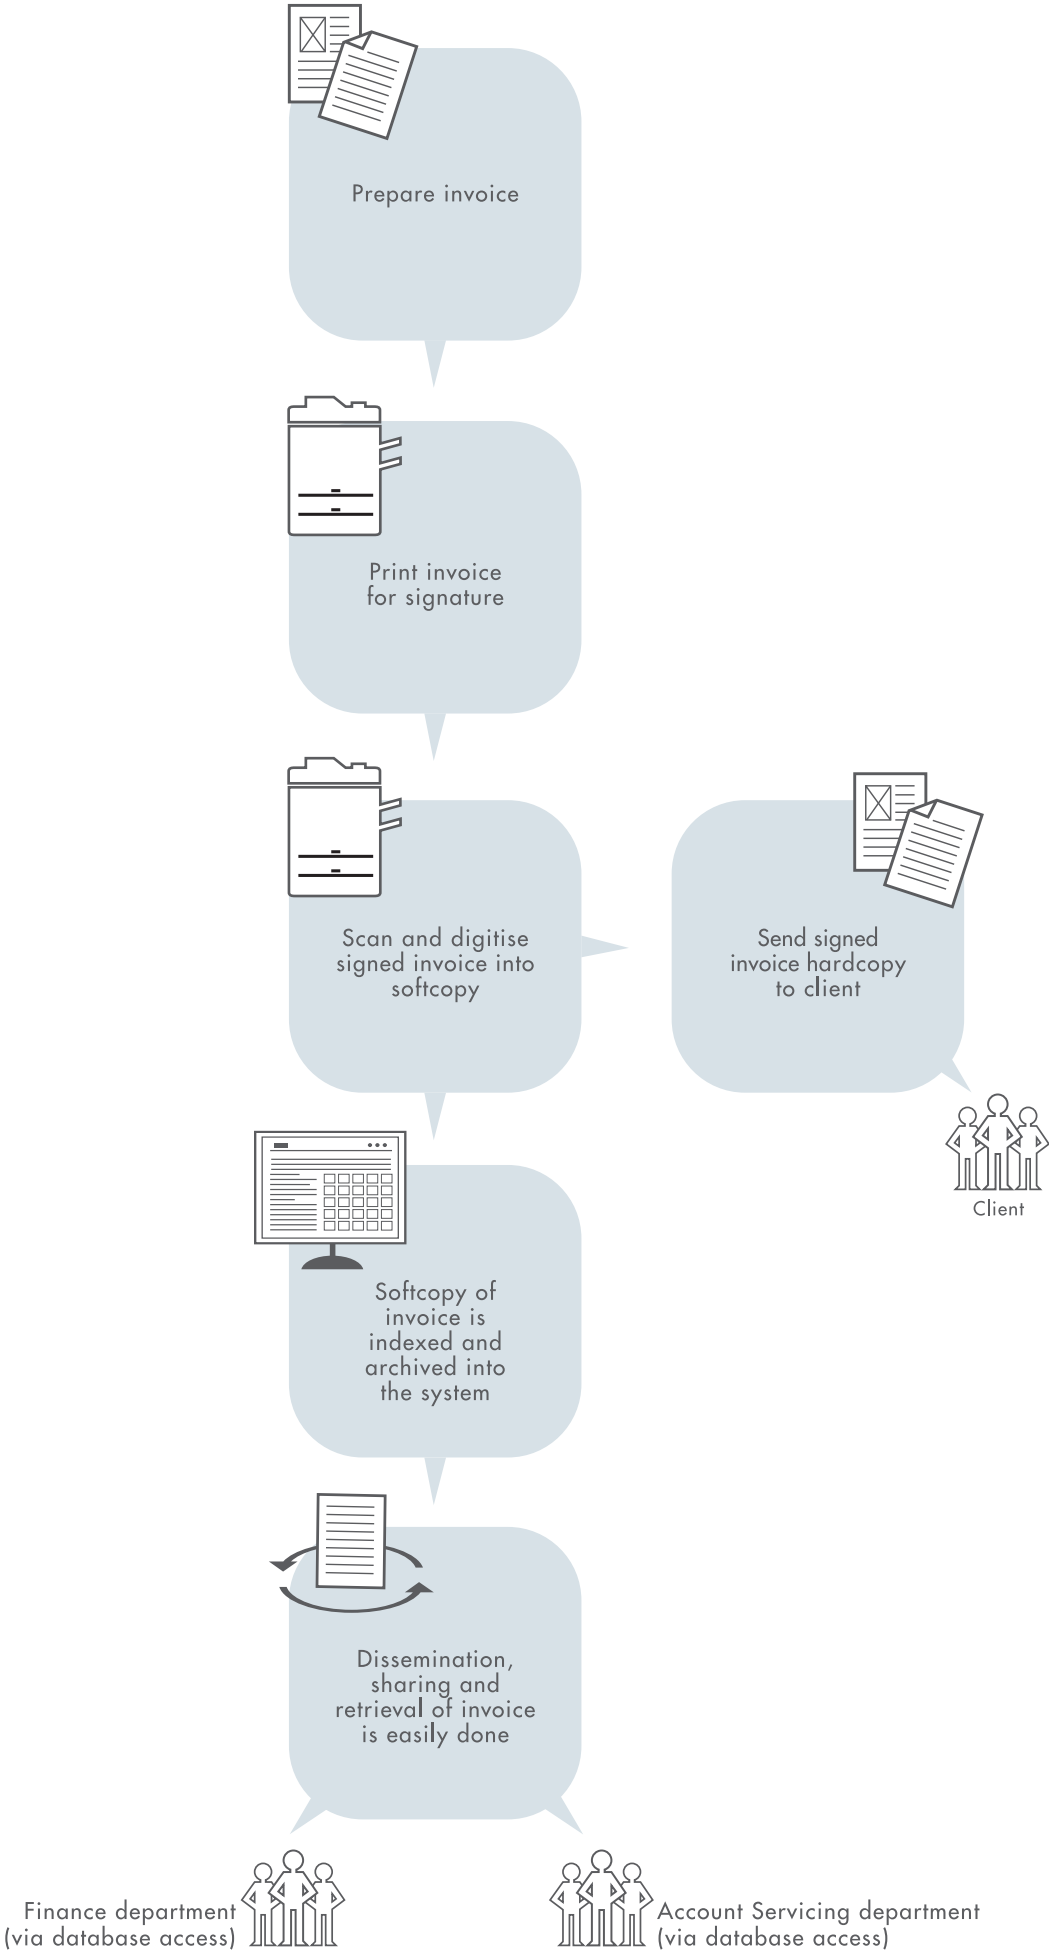 Prepare invoice
Print invoice
for signature
Scan and digitise
signed invoice into
softcopy
Send signed
invoice hardcopy
to client
Client
Softcopy of
invoice is
indexed and
archived into
the system
Dissemination,
sharing and
retrieval of invoice
is easily done
Finance department
(via database access)
Account Servicing department
(via database access)